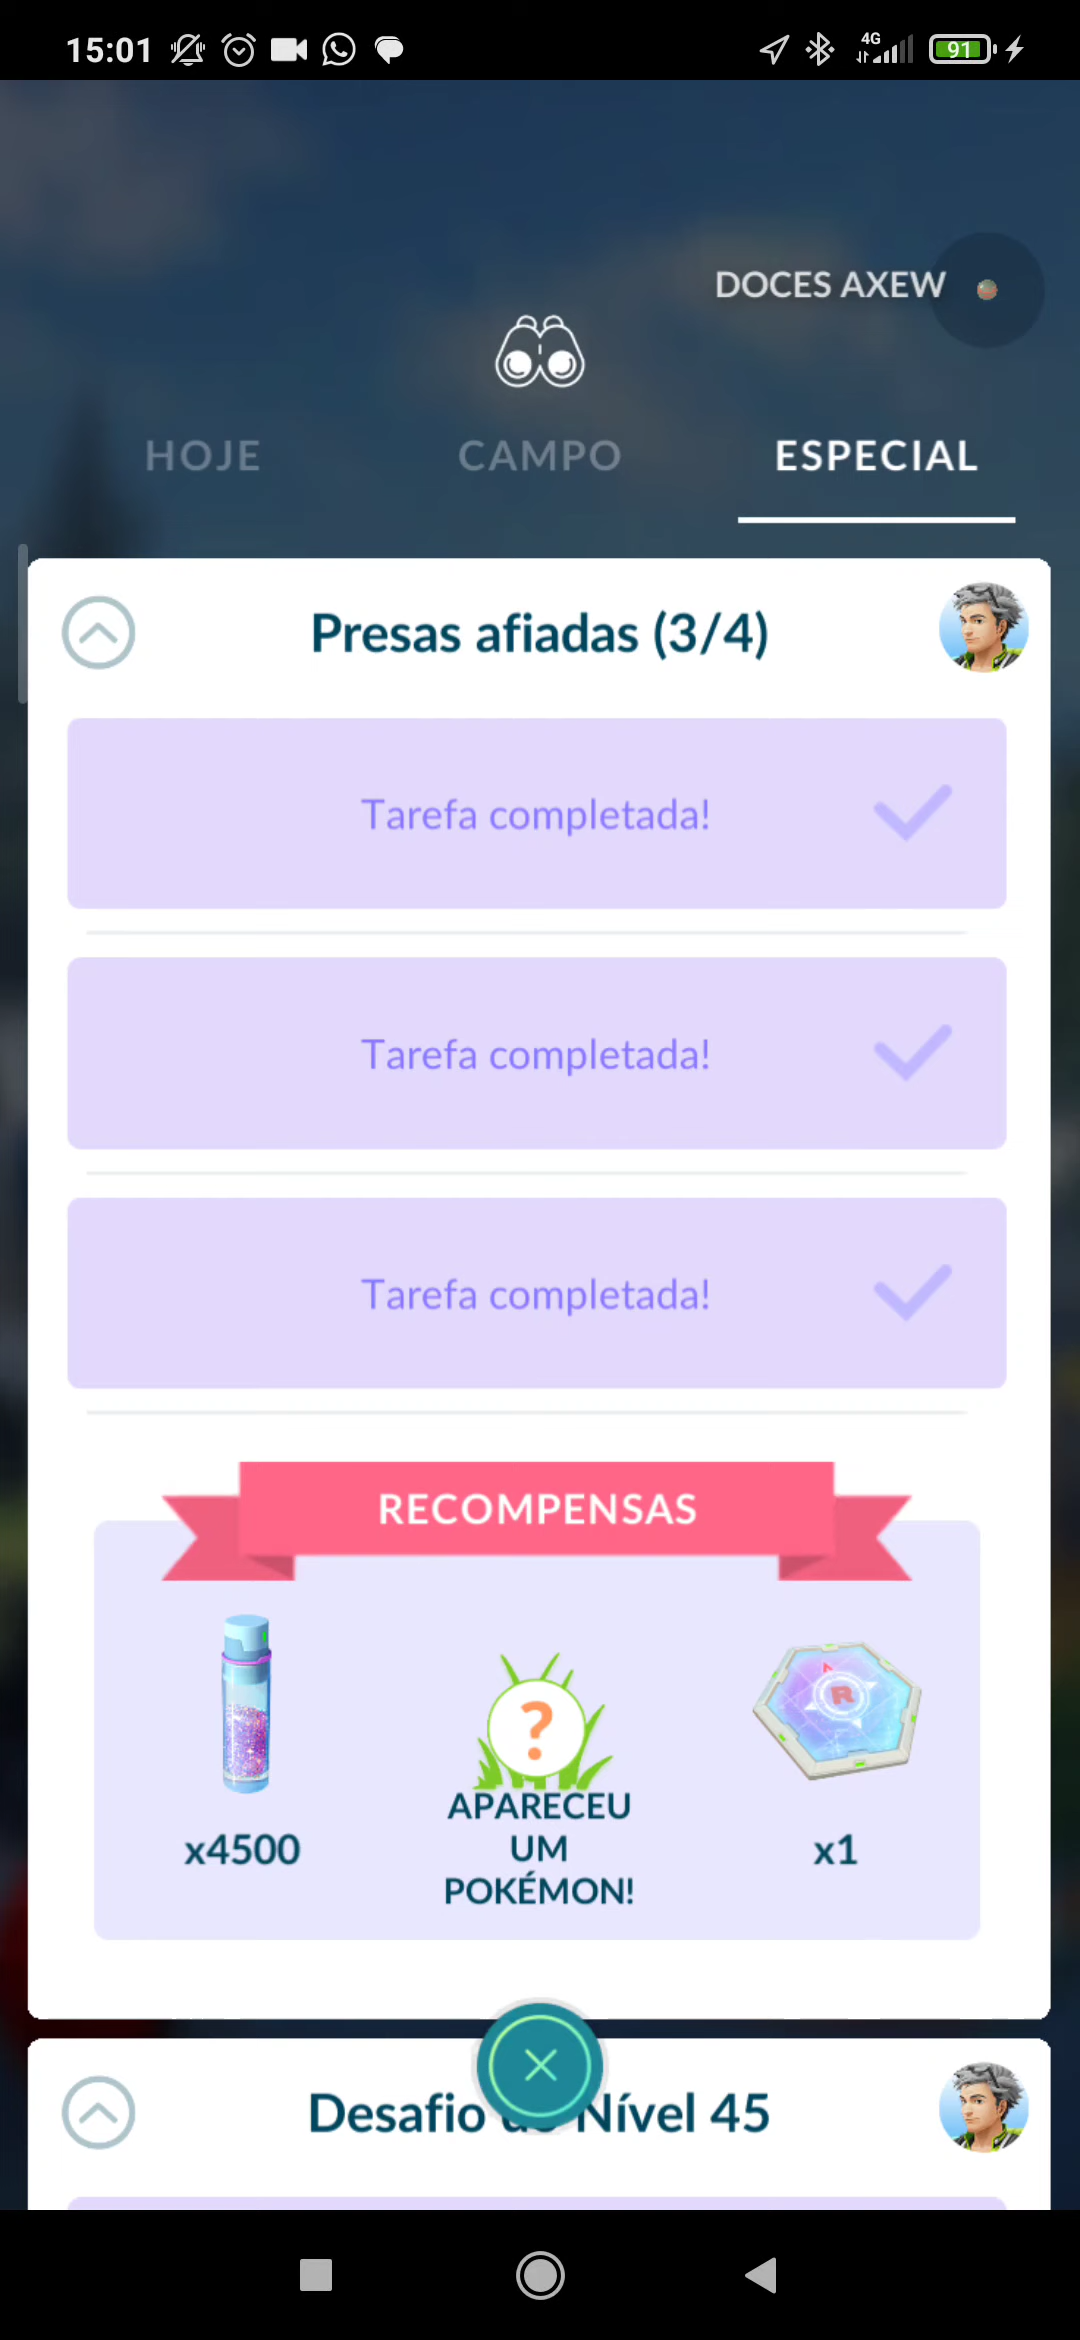 15:01
4G
91
DOCES AXEW
HOJE
CAMPO
ESPECIAL
Presas afiadas (3/4)
Tarefa completada!
Tarefa completada!
Tarefa completada!
RECOMPENSAS
?
R
x4500
APARECEU
UM
POKÉMON!
x1
Desafio Nível 45